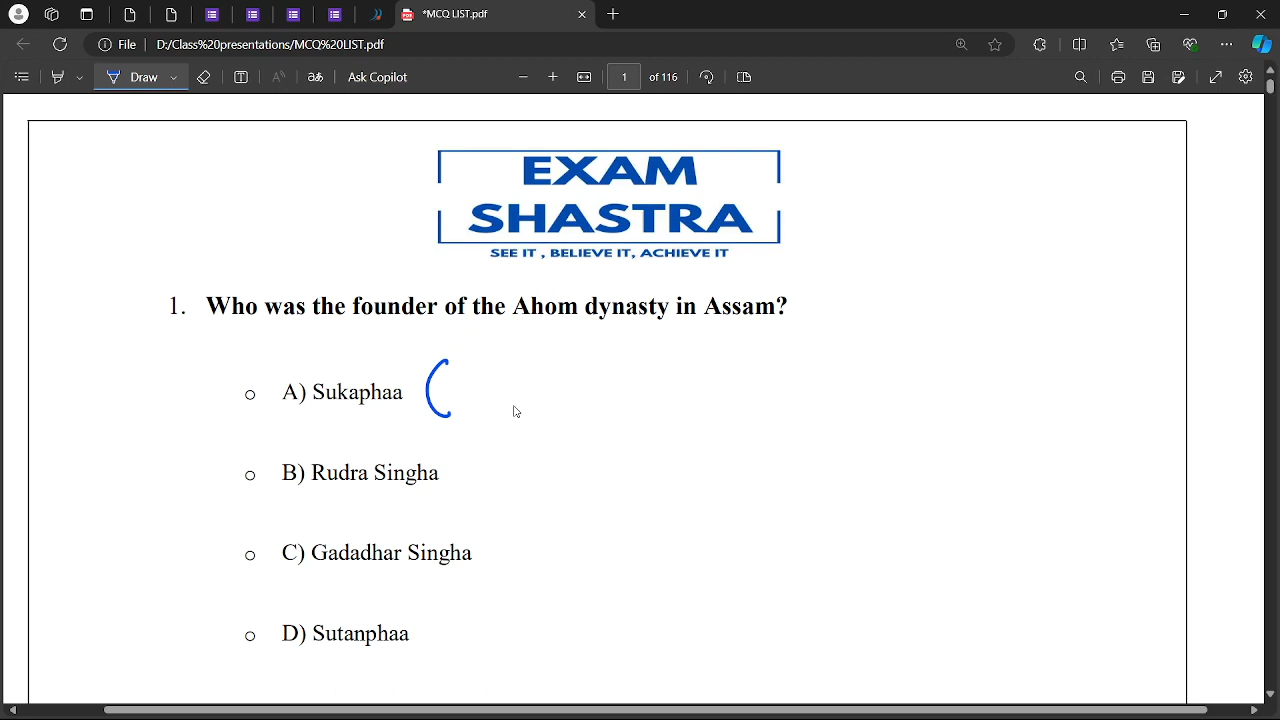 *MCQ LIST.pdf
File D:/Class%20presentations/MCQ%20LIST.pdf
Draw Ask Copilot 1 of 116
EXAM
SHASTRA
SEE IT , BELIEVE IT, ACHIEVE IT
1. Who was the founder of the Ahom dynasty in Assam?
A) Sukaphaa (
B) Rudra Singha
C) Gadadhar Singha
D) Sutanphaa